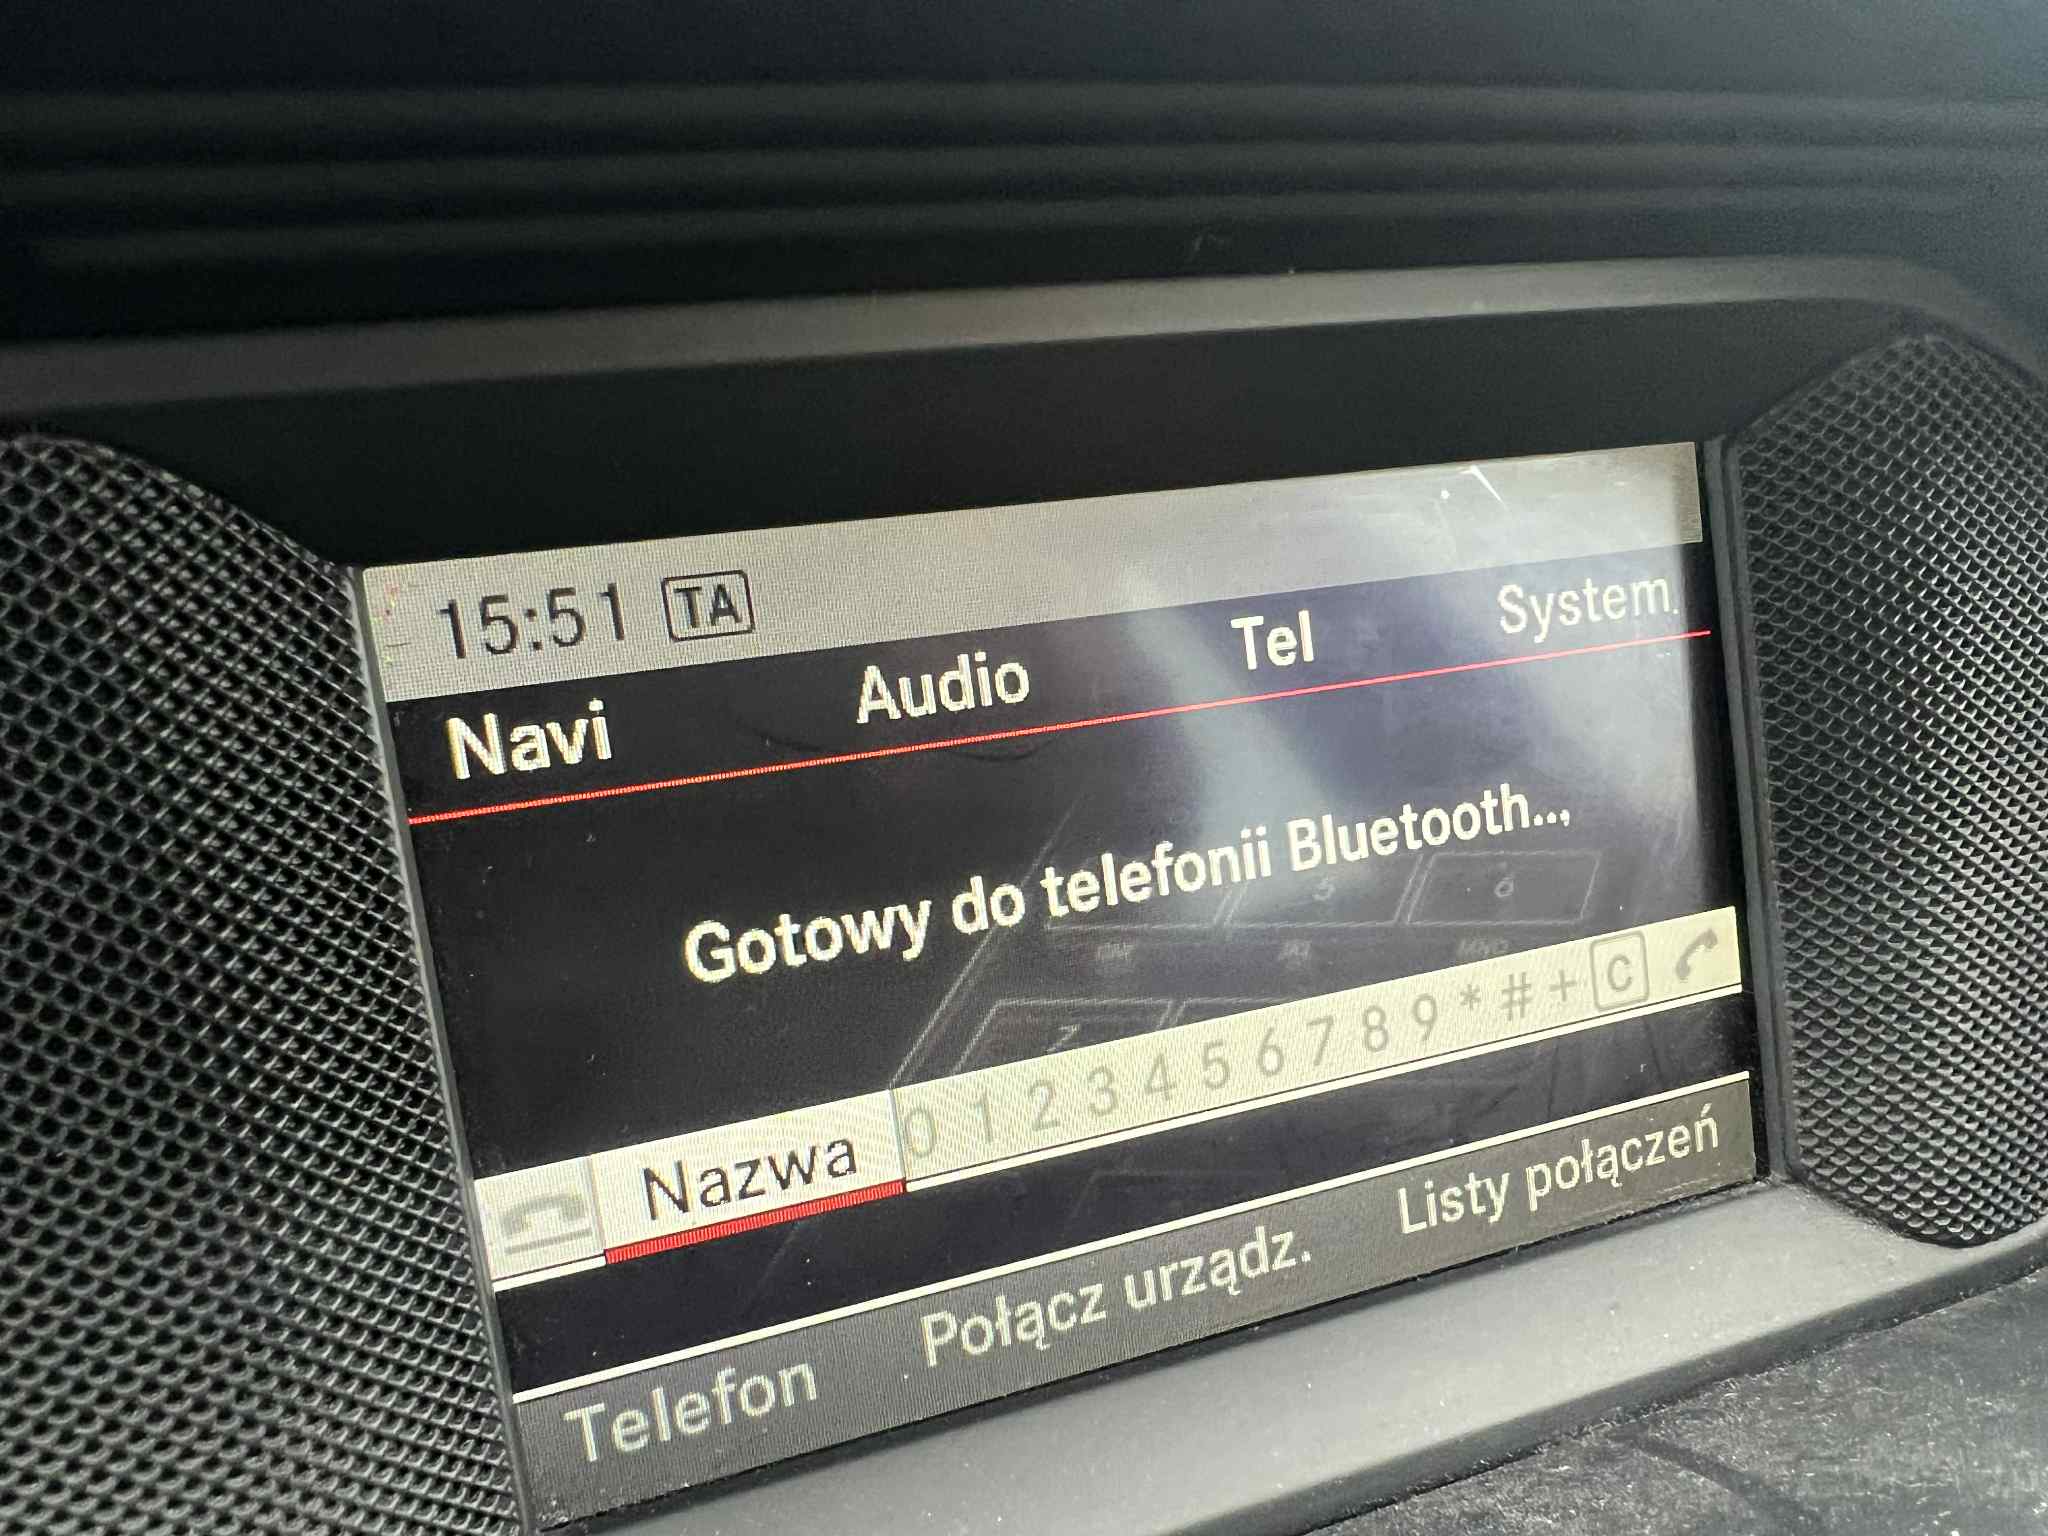 15:51 TA
Navi Audio Tel System
Gotowy do telefonii Bluetooth...
Nazwa 0 1 2 3 4 5 6 7 8 9 * # + C
Telefon Połącz urządz. Listy połączeń